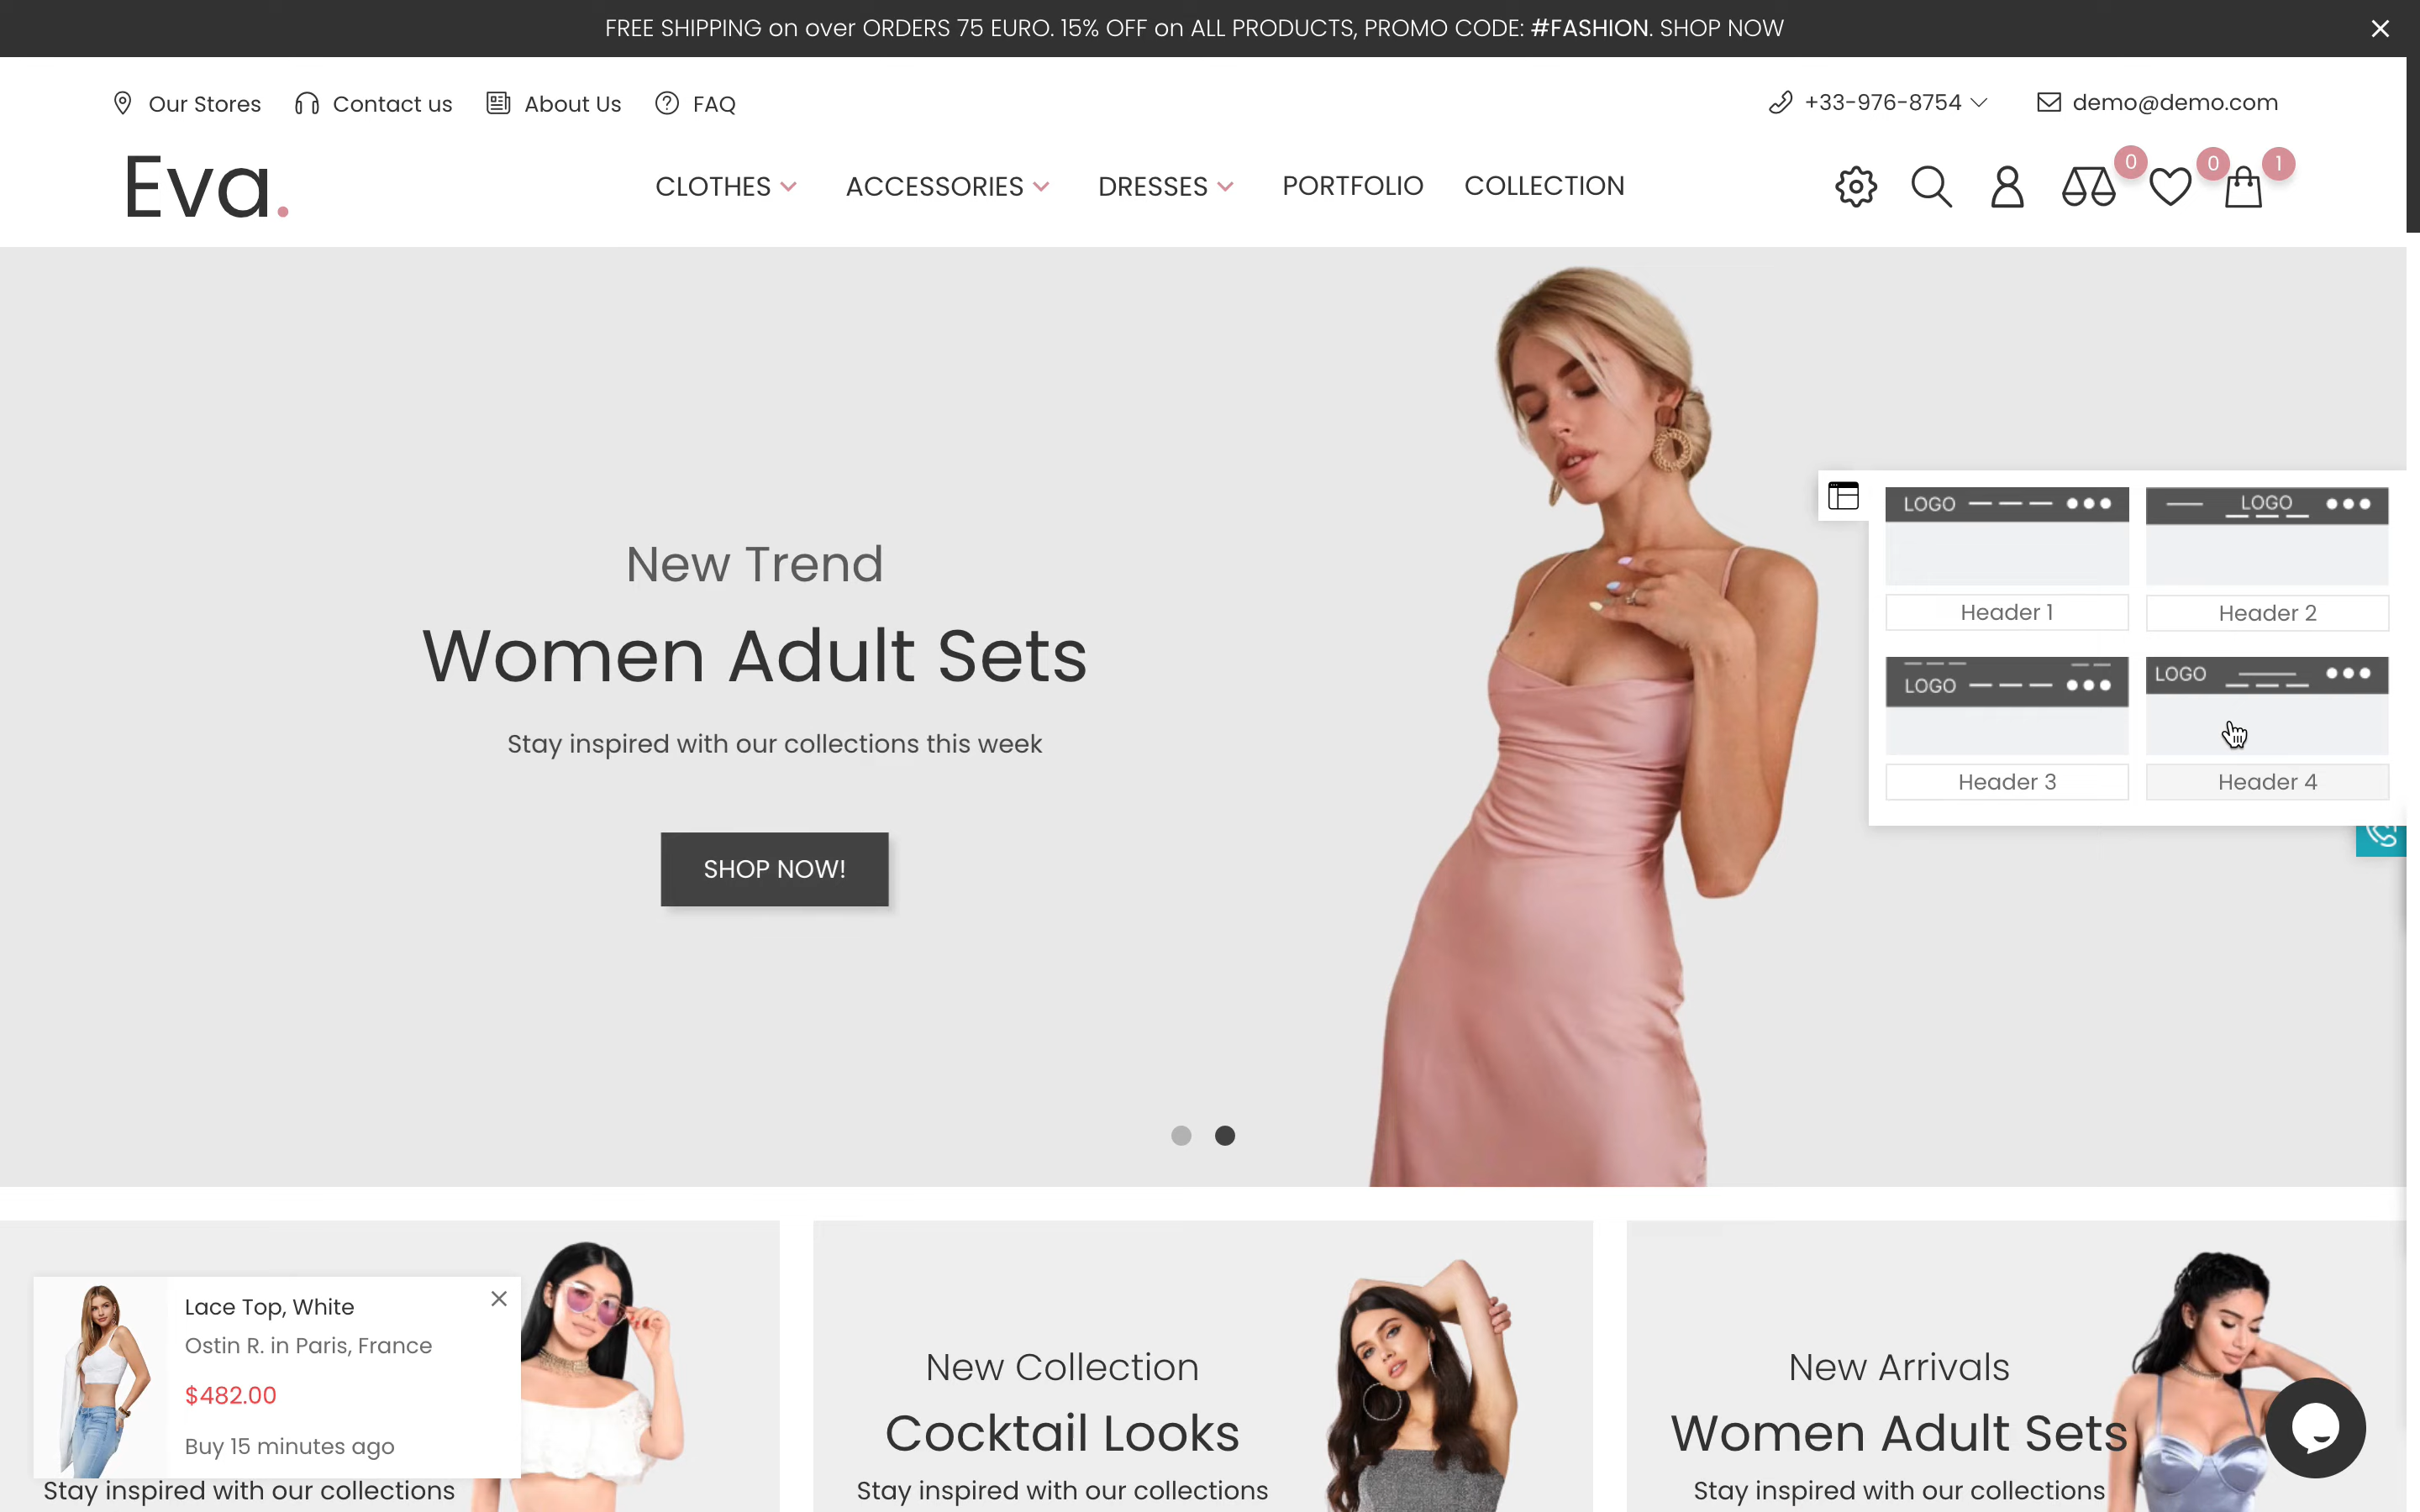 FREE SHIPPING on over ORDERS 75 EURO. 15% OFF on ALL PRODUCTS, PROMO CODE: #FASHION. SHOP NOW
Our Stores Contact us About Us FAQ
+33-976-8754 demo@demo.com
Eva.
CLOTHES ACCESSORIES DRESSES PORTFOLIO COLLECTION
0 0 1
New Trend
Women Adult Sets
Stay inspired with our collections this week
SHOP NOW!
LOGO LOGO
Header 1 Header 2
LOGO LOGO
Header 3 Header 4
Lace Top, White
Ostin R. in Paris, France
$482.00
Buy 15 minutes ago
Stay inspired with our collections
New Collection
Cocktail Looks
Stay inspired with our collections
New Arrivals
Women Adult Sets
Stay inspired with our collections